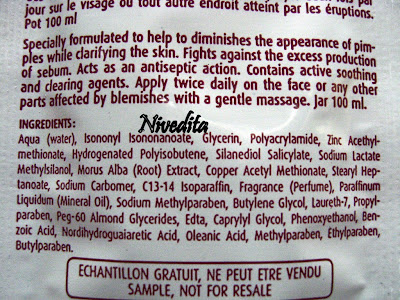 jour sur le visage ou tout autre endroit atteint par les éruptions.
Pot 100 ml
Specially formulated to help to diminishes the appearance of pim-
ples while clarifying the skin. Fights against the excess production
of sebum. Acts as an antiseptic action. Contains active soothing
and clearing agents. Apply twice daily on the face or any other
parts affected by blemishes with a gentle massage. Jar 100 ml.
Nivedita
INGREDIENTS:
Aqua (water), Isononyl Isononanoate, Glycerin, Polyacrylamide, Zinc Acethyl-
methionate, Hydrogenated Polyisobutene, Silanediol Salicylate, Sodium Lactate
Methylsilanol, Morus Alba (Root) Extract, Copper Acetyl Methionate, Stearyl Hep-
tanoate, Sodium Carbomer, C13-14 Isoparaffin, Fragrance (Perfume), Paraffinum
Liquidum (Mineral Oil), Sodium Methylparaben, Butylene Glycol, Laureth-7, Propyl-
paraben, Peg-60 Almond Glycerides, Edta, Caprylyl Glycol, Phenoxyethanol, Ben-
zoic Acid, Nordihydroguaiaretic Acid, Oleanic Acid, Methylparaben, Ethylparaben,
Butylparaben.
ECHANTILLON GRATUIT, NE PEUT ETRE VENDU
SAMPLE, NOT FOR RESALE